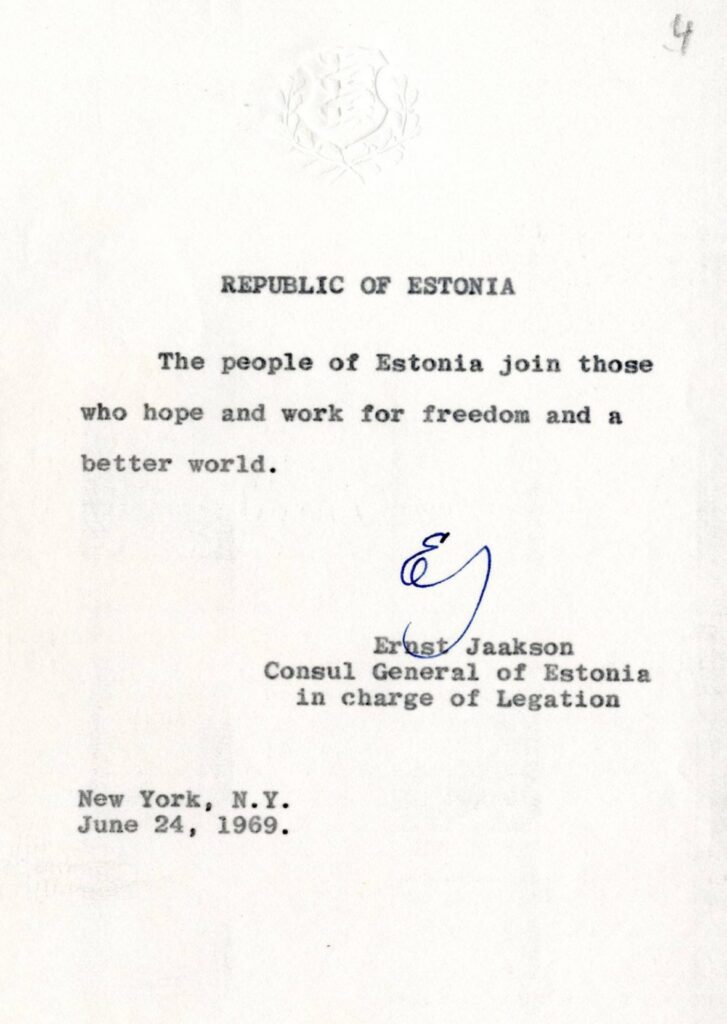 4
REPUBLIC OF ESTONIA
The people of Estonia join those
who hope and work for freedom and a
better world.
EJ
Ernst Jaakson
Consul General of Estonia
in charge of Legation
New York, N.Y.
June 24, 1969.